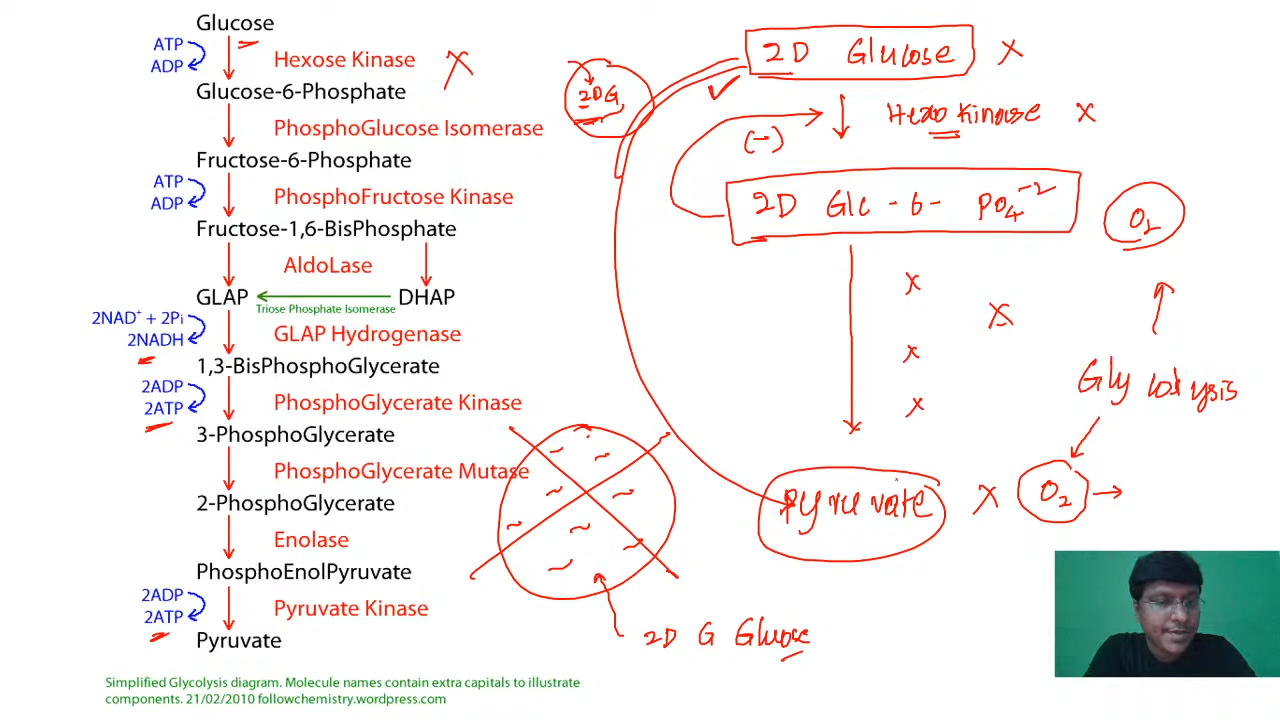 Glucose
ATP
ADP
Hexose Kinase
X
Glucose-6-Phosphate
PhosphoGlucose Isomerase
Fructose-6-Phosphate
ATP
ADP
PhosphoFructose Kinase
Fructose-1,6-BisPhosphate
AldoLase
GLAP
DHAP
Triose Phosphate Isomerase
2NAD+ + 2Pi
2NADH
GLAP Hydrogenase
1,3-BisPhosphoGlycerate
2ADP
2ATP
PhosphoGlycerate Kinase
3-PhosphoGlycerate
PhosphoGlycerate Mutase
2-PhosphoGlycerate
Enolase
PhosphoEnolPyruvate
2ADP
2ATP
Pyruvate Kinase
Pyruvate
Simplified Glycolysis diagram. Molecule names contain extra capitals to illustrate
components. 21/02/2010 followchemistry.wordpress.com
2DG
2D Glucose X
Hexo Kinase X
(-)
2D Glc-6-PO4-2
O2
X
X
X
X
Glycolysis
Pyruvate X O2
2D G Glucose